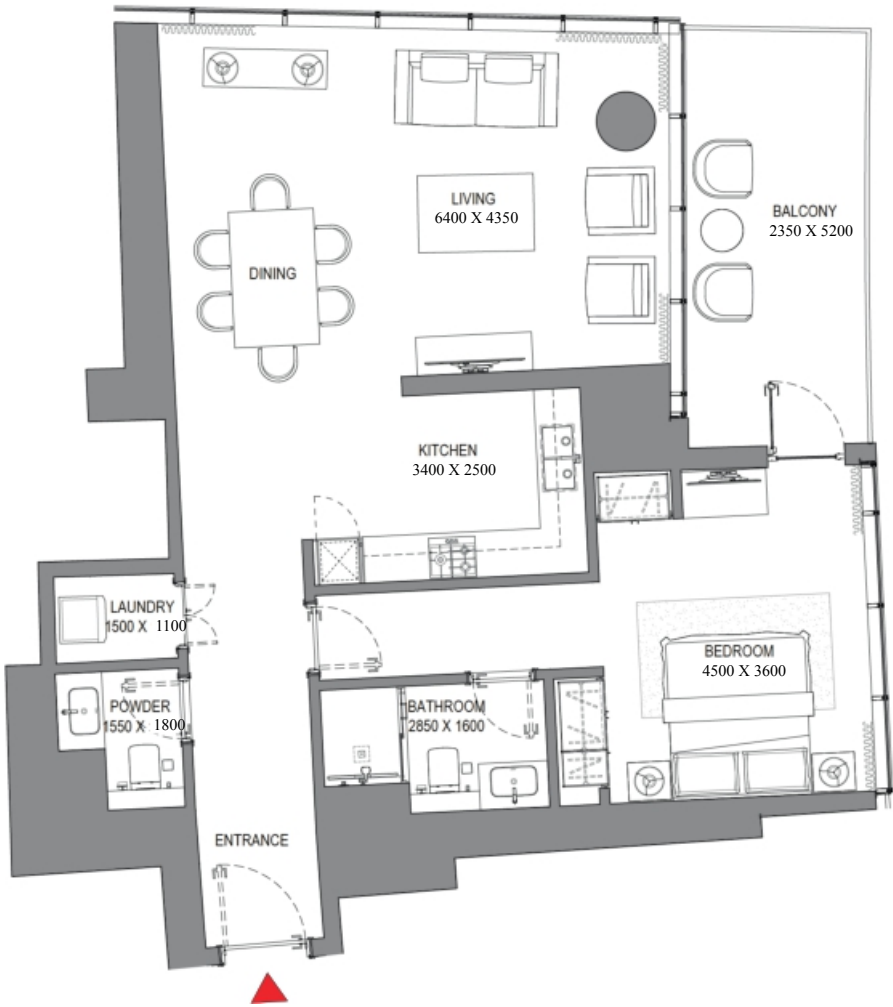 LIVING
6400 X 4350
BALCONY
2350 X 5200
DINING
KITCHEN
3400 X 2500
LAUNDRY
1500 X 1100
BEDROOM
4500 X 3600
POWDER
1550 X 1800
BATHROOM
2850 X 1600
ENTRANCE